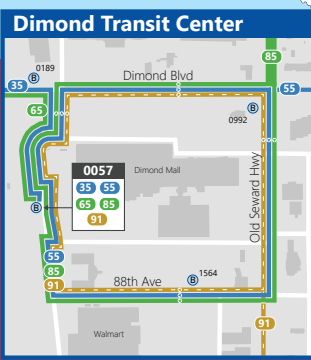 Dimond Transit Center
0189
B
35
Dimond Blvd
85
55
65
B
0992
0057
35 55
65 85
91
Dimond Mall
Old Seward Hwy
B
55
85
91
88th Ave
B
1564
91
Walmart